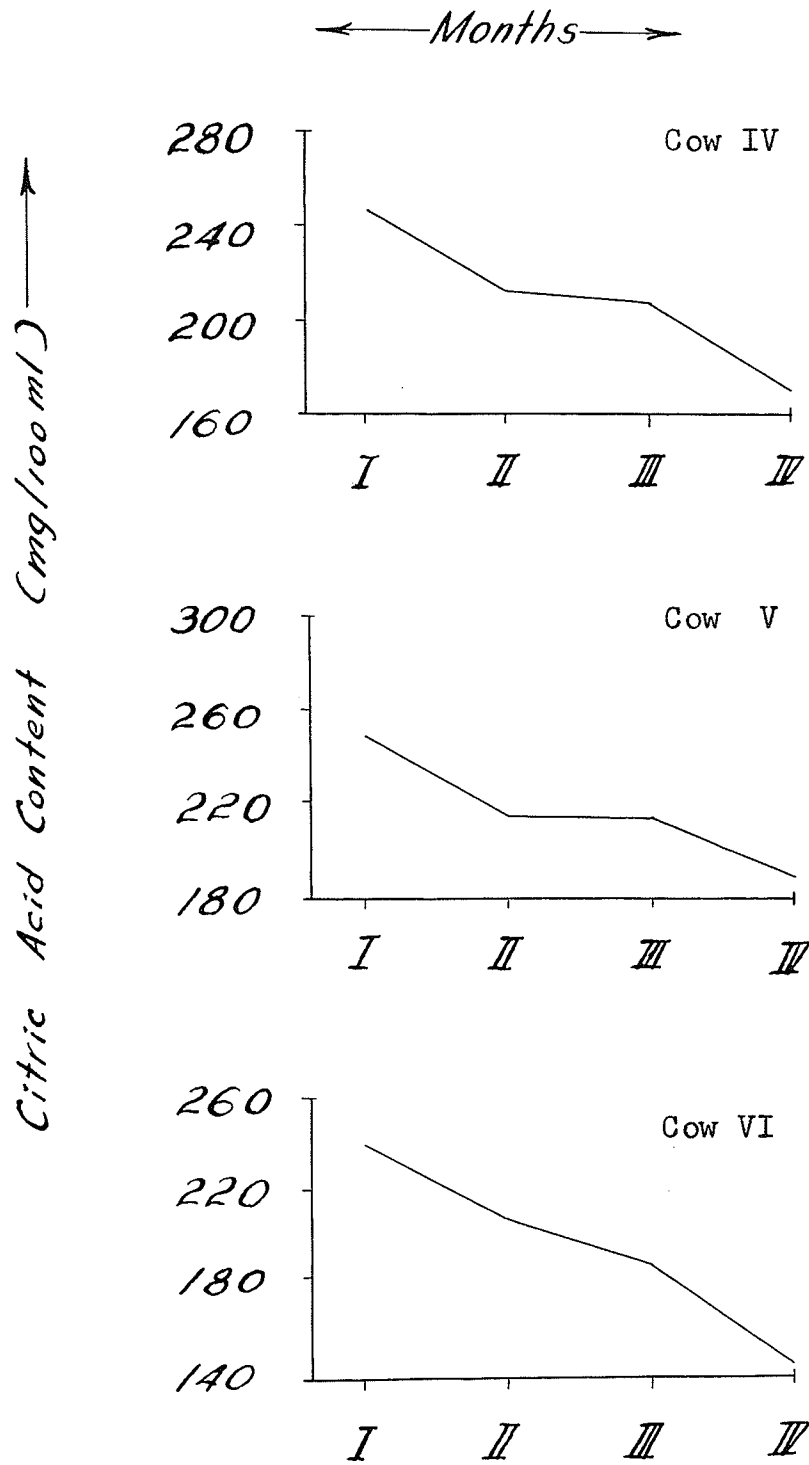 Months
Citric Acid Content (mg/100 ml)
Cow IV
280
240
200
160
I II III IV
Cow V
300
260
220
180
I II III IV
Cow VI
260
220
180
140
I II III IV